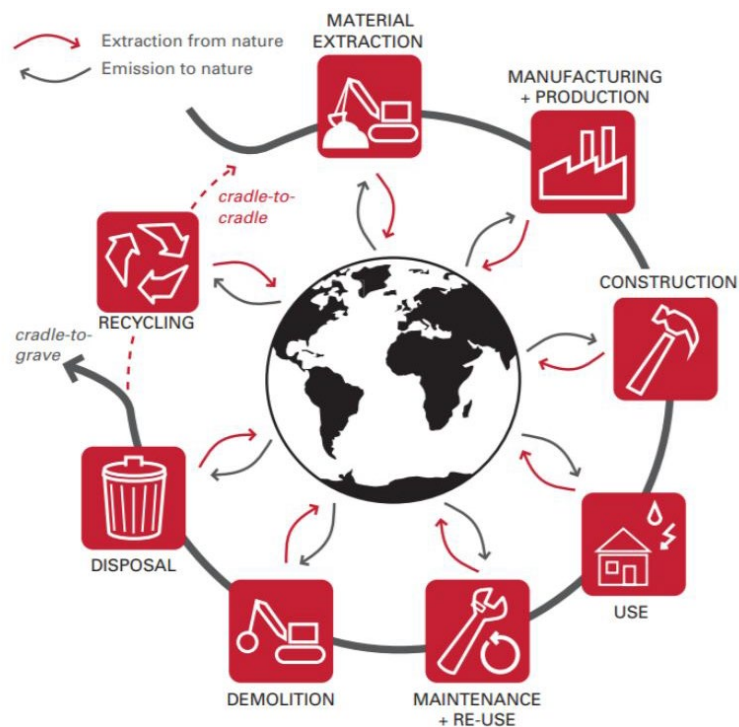 Extraction from nature
Emission to nature
MATERIAL
EXTRACTION
MANUFACTURING
+ PRODUCTION
CONSTRUCTION
USE
MAINTENANCE
+ RE-USE
DEMOLITION
DISPOSAL
cradle-to-
grave
RECYCLING
cradle-to-
cradle